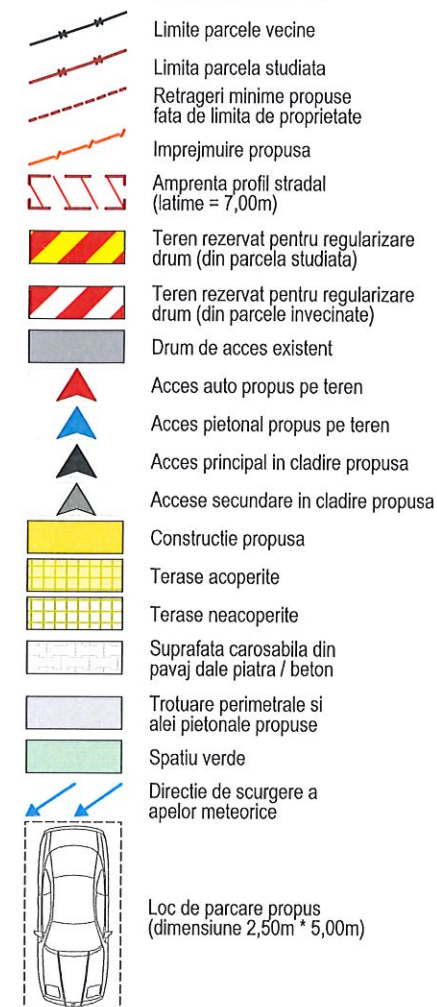 Limite parcele vecine
Limita parcela studiata
Retrageri minime propuse
fata de limita de proprietate
Imprejmuire propusa
Amprenta profil stradal
(latime = 7,00m)
Teren rezervat pentru regularizare
drum (din parcela studiata)
Teren rezervat pentru regularizare
drum (din parcele invecinate)
Drum de acces existent
Acces auto propus pe teren
Acces pietonal propus pe teren
Acces principal in cladire propusa
Accese secundare in cladire propusa
Constructie propusa
Terase acoperite
Terase neacoperite
Suprafata carosabila din
pavaj dale piatra / beton
Trotuare perimetrale si
alei pietonale propuse
Spatiu verde
Directie de scurgere a
apelor meteorice
Loc de parcare propus
(dimensiune 2,50m * 5,00m)